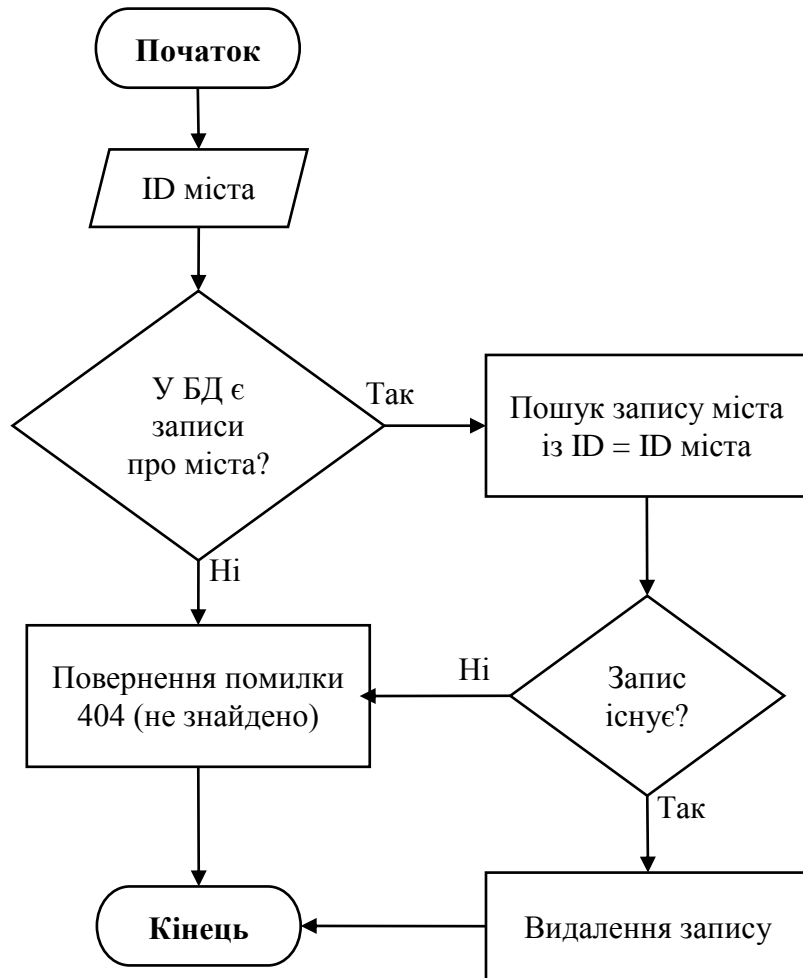 Початок
ID міста
У БД є
записи
про міста?
Так
Пошук запису міста
із ID = ID міста
Ні
Повернення помилки
404 (не знайдено)
Ні
Запис
існує?
Так
Кінець
Видалення запису